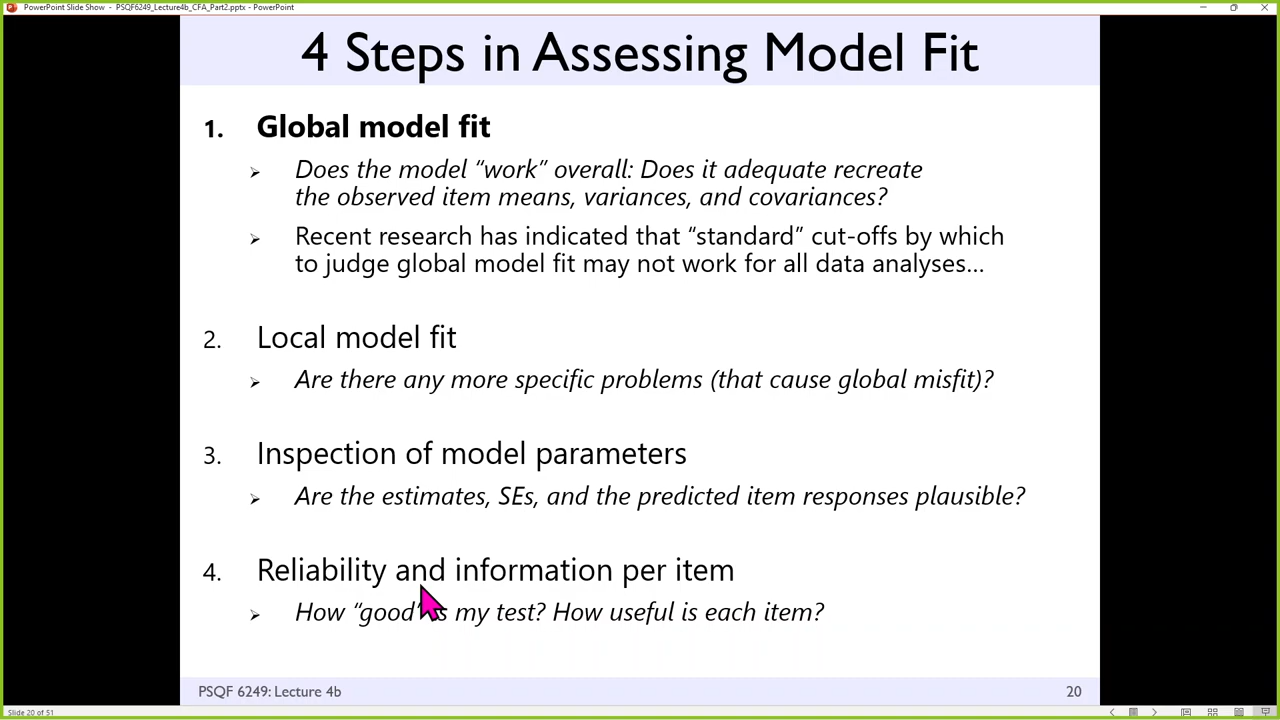 PowerPoint Slide Show - PSQF6249_Lecture4b_CFA_Part2.pptx - PowerPoint
4 Steps in Assessing Model Fit
1. Global model fit
Does the model “work” overall: Does it adequate recreate
the observed item means, variances, and covariances?
Recent research has indicated that “standard” cut-offs by which
to judge global model fit may not work for all data analyses…
2. Local model fit
Are there any more specific problems (that cause global misfit)?
3. Inspection of model parameters
Are the estimates, SEs, and the predicted item responses plausible?
4. Reliability and information per item
How “good” is my test? How useful is each item?
PSQF 6249: Lecture 4b
20
Slide 20 of 51